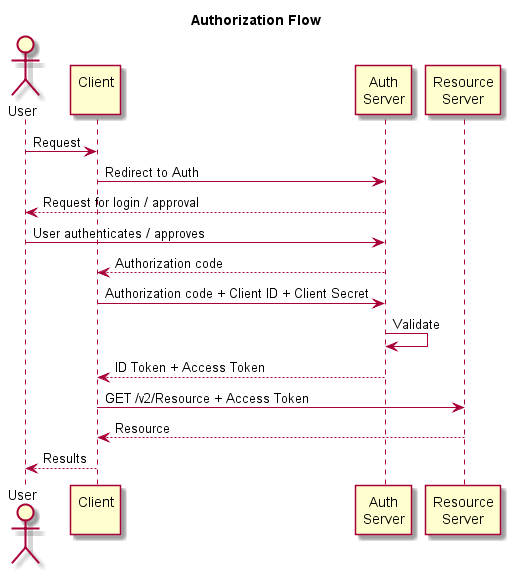 Authorization Flow
User
Client
Auth
Server
Resource
Server
Request
Redirect to Auth
Request for login / approval
User authenticates / approves
Authorization code
Authorization code + Client ID + Client Secret
Validate
ID Token + Access Token
GET /v2/Resource + Access Token
Resource
Results
User
Client
Auth
Server
Resource
Server